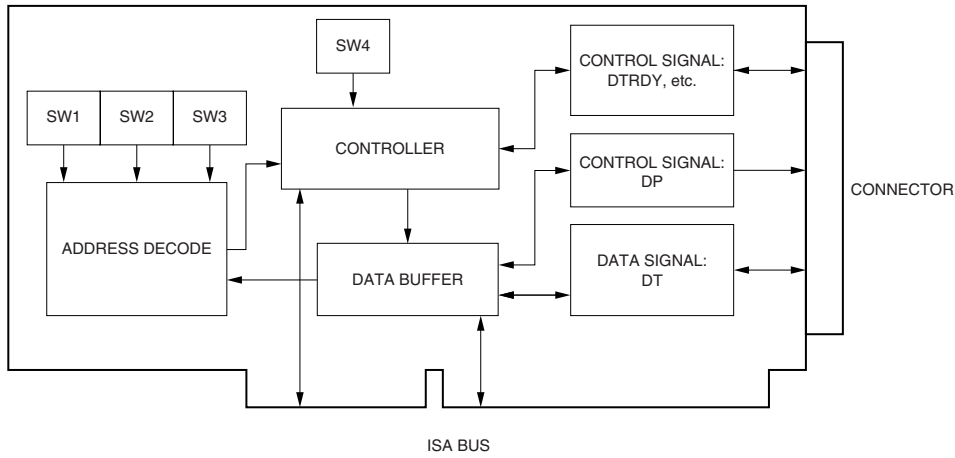 SW4
CONTROL SIGNAL:
DTRDY, etc.
SW1
SW2
SW3
CONTROLLER
CONTROL SIGNAL:
DP
CONNECTOR
ADDRESS DECODE
DATA BUFFER
DATA SIGNAL:
DT
ISA BUS